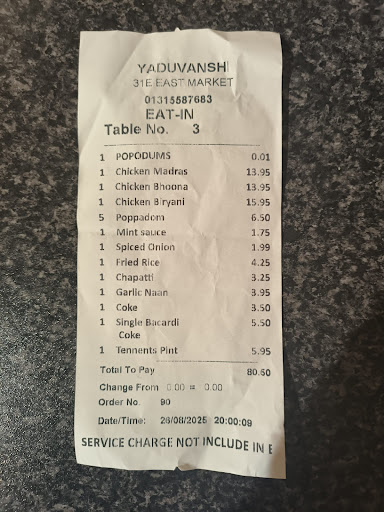 YADUVANSHI
31E EAST MARKET
01315587683
EAT-IN
Table No. 3
1 POPODUMS 0.01
1 Chicken Madras 13.95
1 Chicken Bhoona 13.95
1 Chicken Biryani 15.95
5 Poppadom 6.50
1 Mint sauce 1.75
1 Spiced Onion 1.99
1 Fried Rice 4.25
1 Chapatti 3.25
1 Garlic Naan 3.95
1 Coke 3.50
1 Single Bacardi 5.50
Coke
1 Tennents Pint 5.95
Total To Pay 80.50
Change From 0.00 = 0.00
Order No. 90
Date/Time: 26/08/2025 20:00:09
SERVICE CHARGE NOT INCLUDE IN